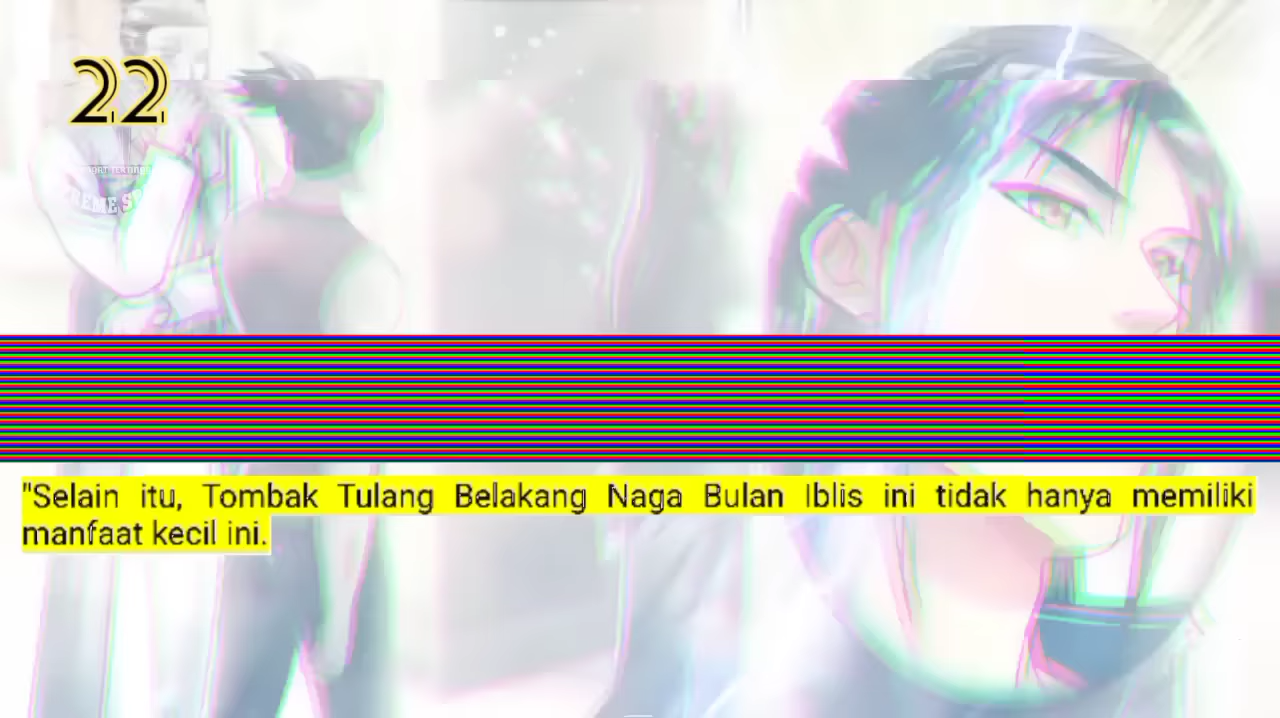 22
"Selain itu, Tombak Tulang Belakang Naga Bulan Iblis ini tidak hanya memiliki
manfaat kecil ini.